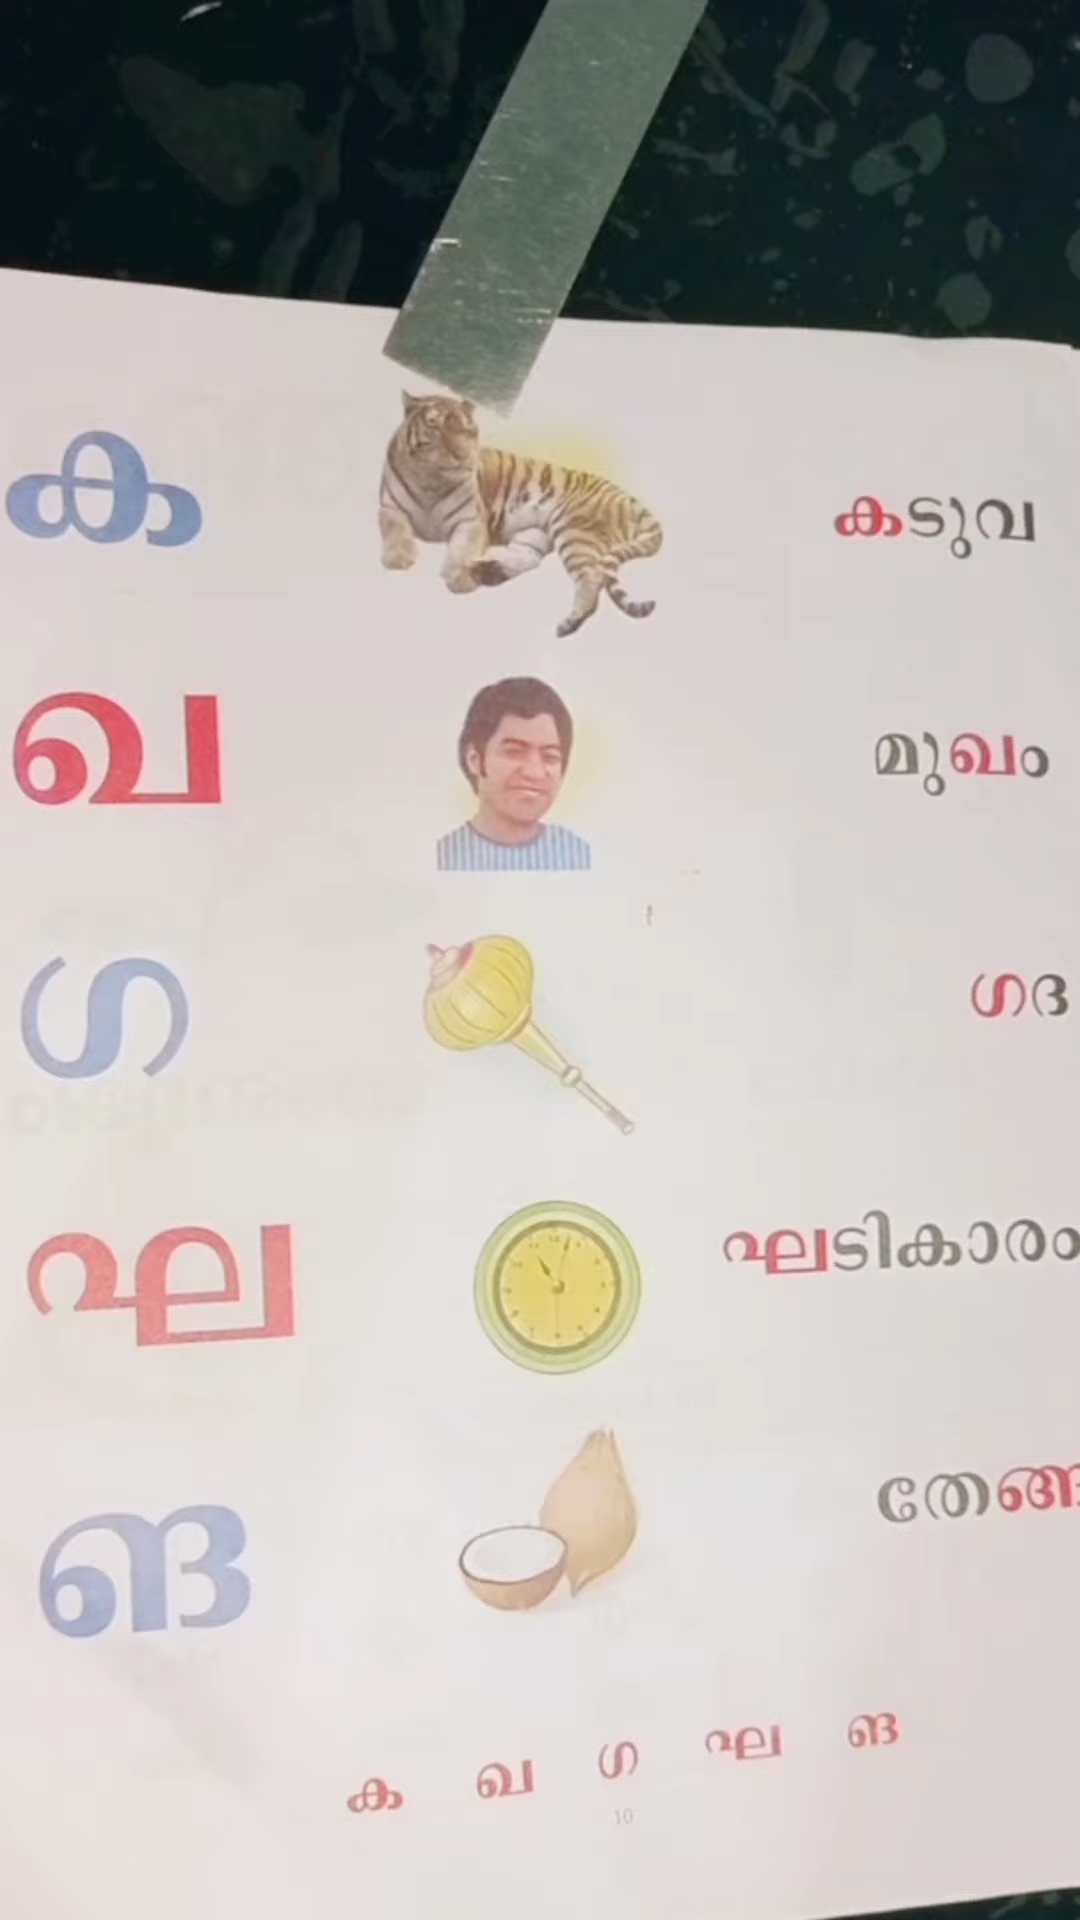 ക കടുവ
ഖ മുഖം
ഗ ഗദ
ഘ ഘടികാരം
ങ തേങ്ങ
ക ഖ ഗ ഘ ങ
10